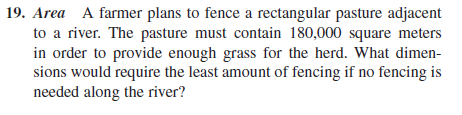 19. Area A farmer plans to fence a rectangular pasture adjacent
to a river. The pasture must contain 180,000 square meters
in order to provide enough grass for the herd. What dimen-
sions would require the least amount of fencing if no fencing is
needed along the river?